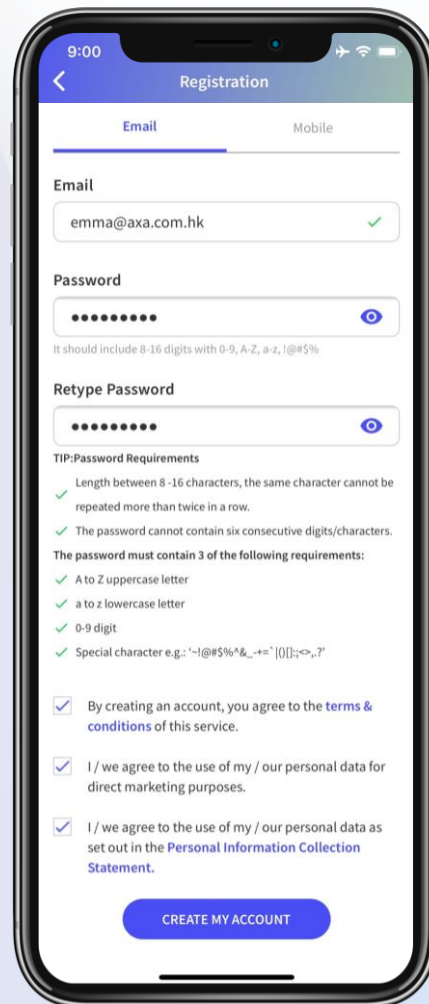 9:00
Registration
Email
Mobile
Email
emma@axa.com.hk
Password
It should include 8-16 digits with 0-9, A-Z, a-z, !@#$%
Retype Password
TIP:Password Requirements
Length between 8 -16 characters, the same character cannot be
repeated more than twice in a row.
The password cannot contain six consecutive digits/characters.
The password must contain 3 of the following requirements:
A to Z uppercase letter
a to z lowercase letter
0-9 digit
Special character e.g.: '~!@#$%^&_-+=`|()[]:;<>,.?'
By creating an account, you agree to the terms &
conditions of this service.
I / we agree to the use of my / our personal data for
direct marketing purposes.
I / we agree to the use of my / our personal data as
set out in the Personal Information Collection
Statement.
CREATE MY ACCOUNT